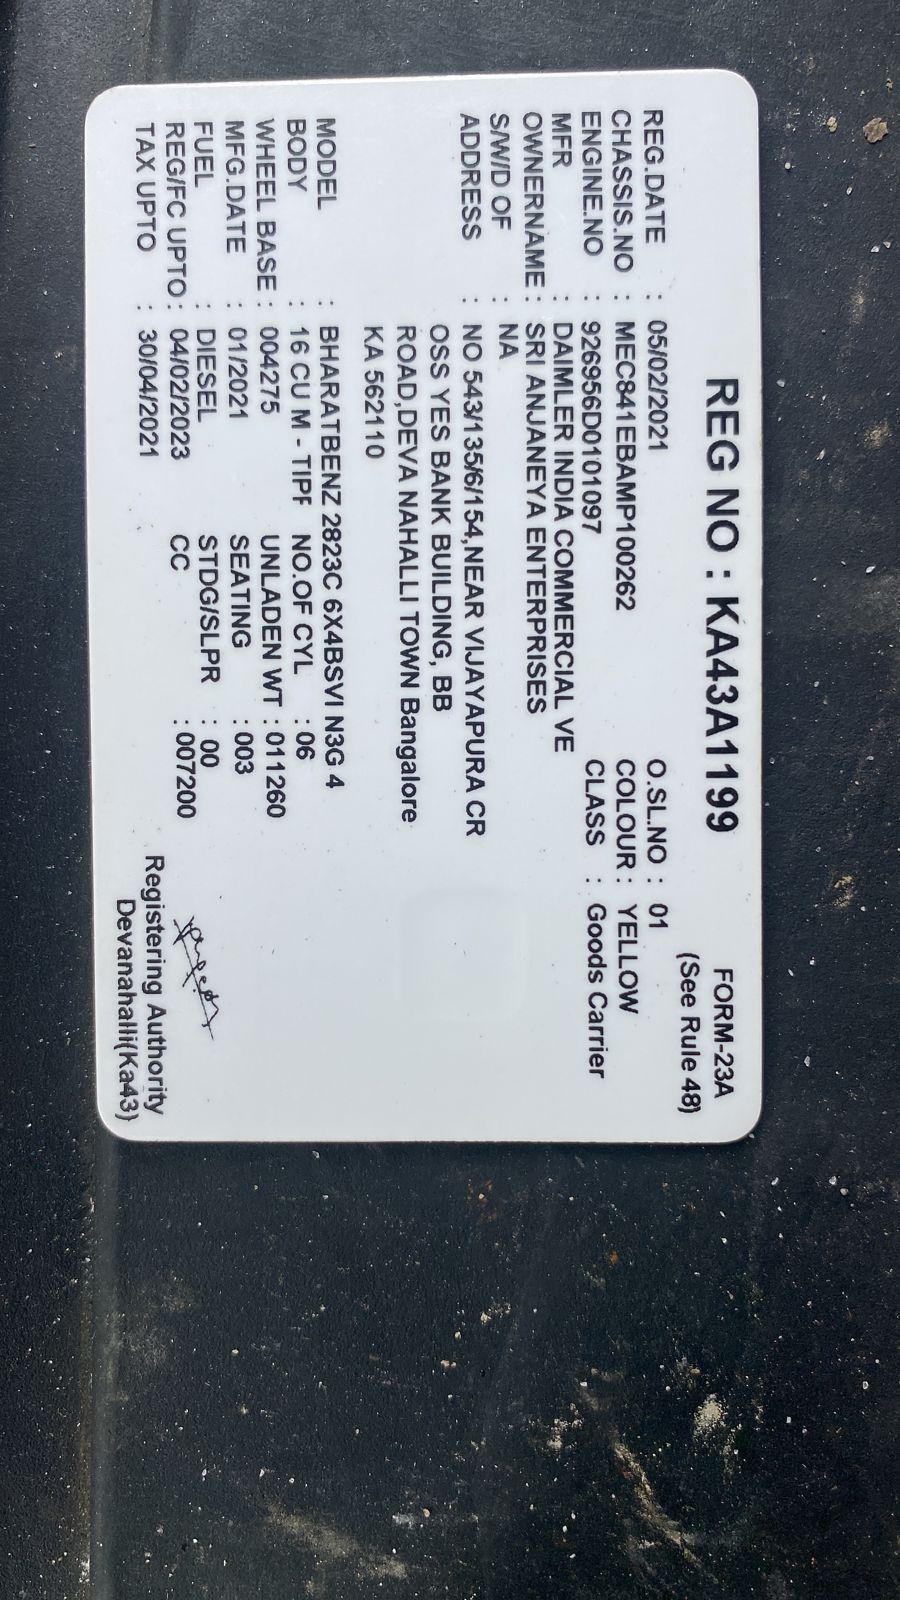 FORM-23A
REG NO : KA43A1199 (See Rule 48)
REG.DATE : 05/02/2021 O.SL.NO : 01
CHASSIS.NO : MEC841EBAMP100262 COLOUR : YELLOW
ENGINE.NO : 926956D0101097 CLASS : Goods Carrier
MFR : DAIMLER INDIA COMMERCIAL VE
OWNERNAME : SRI ANJANEYA ENTERPRISES
S/W/D OF : NA
ADDRESS : NO 543/135/6/154,NEAR VIJAYAPURA CR
OSS YES BANK BUILDING, BB
ROAD,DEVA NAHALLI TOWN Bangalore
KA 562110
MODEL : BHARATBENZ 2823C 6X4BSVI N3G 4
BODY : 16 CU M - TIPF NO.OF CYL : 06
WHEEL BASE : 004275 UNLADEN WT : 011260
MFG.DATE : 01/2021 SEATING : 003
FUEL : DIESEL STDG/SLPR : 00
REG/FC UPTO : 04/02/2023 CC : 007200
TAX UPTO : 30/04/2021
Registering Authority
Devanahalli(Ka43)